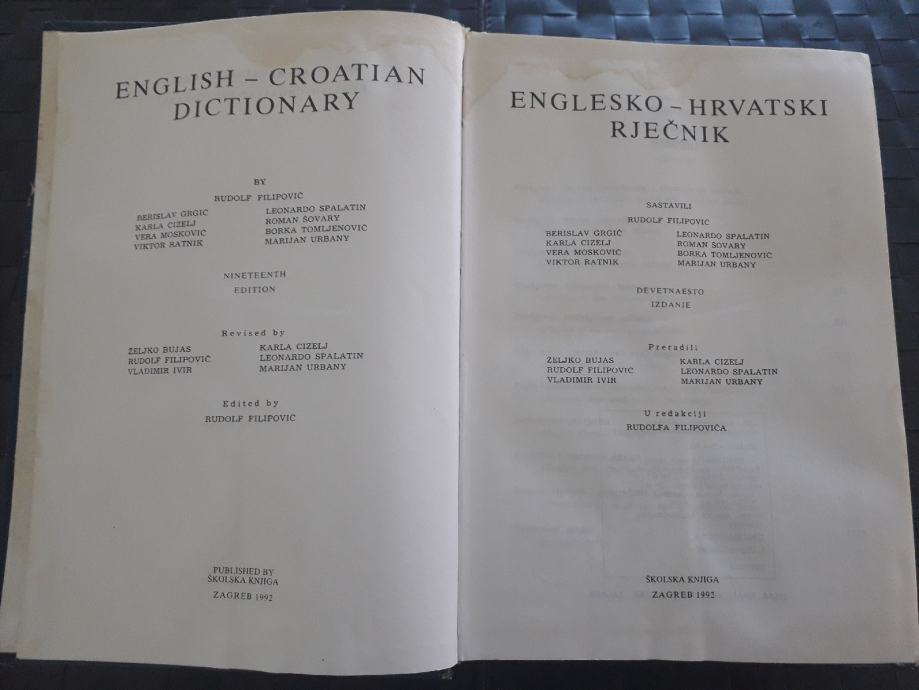 ENGLISH – CROATIAN
DICTIONARY
BY
RUDOLF FILIPOVIĆ
BERISLAV GRGIĆ
KARLA CIZELJ
VERA MOSKOVIĆ
VIKTOR RATNIK
LEONARDO SPALATIN
ROMAN ŠOVARY
BORKA TOMLJENOVIĆ
MARIJAN URBANY
NINETEENTH
EDITION
Revised by
ŽELJKO BUJAS
RUDOLF FILIPOVIĆ
VLADIMIR IVIR
KARLA CIZELJ
LEONARDO SPALATIN
MARIJAN URBANY
Edited by
RUDOLF FILIPOVIĆ
PUBLISHED BY
ŠKOLSKA KNJIGA
ZAGREB 1992
ENGLESKO – HRVATSKI
RJEČNIK
SASTAVILI
RUDOLF FILIPOVIĆ
BERISLAV GRGIĆ
KARLA CIZELJ
VERA MOSKOVIĆ
VIKTOR RATNIK
LEONARDO SPALATIN
ROMAN ŠOVARY
BORKA TOMLJENOVIĆ
MARIJAN URBANY
DEVETNAESTO
IZDANJE
Preradili
ŽELJKO BUJAS
RUDOLF FILIPOVIĆ
VLADIMIR IVIR
KARLA CIZELJ
LEONARDO SPALATIN
MARIJAN URBANY
U redakciji
RUDOLFA FILIPOVIĆA
ŠKOLSKA KNJIGA
ZAGREB 1992